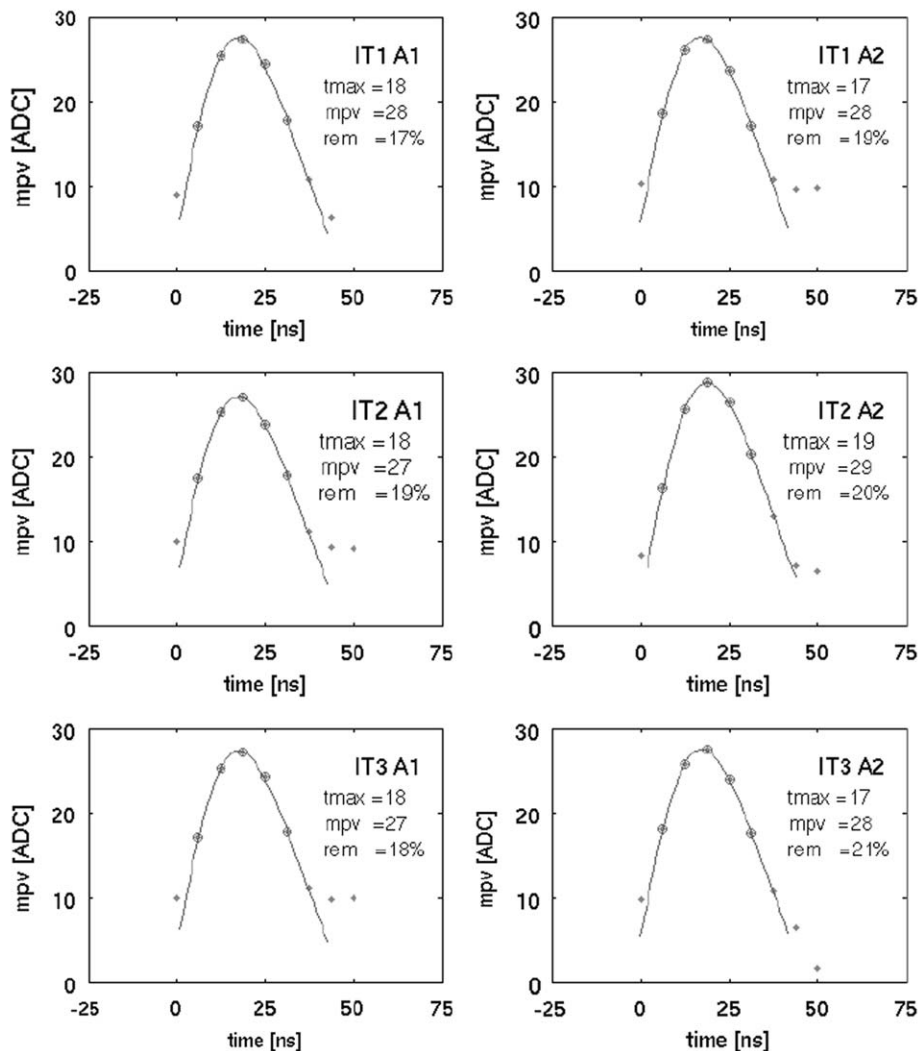 30
20
10
0
mpv [ADC]
IT1 A1
tmax =18
mpv =28
rem =17%
-25 0 25 50 75
time [ns]
30
20
10
0
mpv [ADC]
IT1 A2
tmax =17
mpv =28
rem =19%
-25 0 25 50 75
time [ns]
30
20
10
0
mpv [ADC]
IT2 A1
tmax =18
mpv =27
rem =19%
-25 0 25 50 75
time [ns]
30
20
10
0
mpv [ADC]
IT2 A2
tmax =19
mpv =29
rem =20%
-25 0 25 50 75
time [ns]
30
20
10
0
mpv [ADC]
IT3 A1
tmax =18
mpv =27
rem =18%
-25 0 25 50 75
time [ns]
30
20
10
0
mpv [ADC]
IT3 A2
tmax =17
mpv =28
rem =21%
-25 0 25 50 75
time [ns]